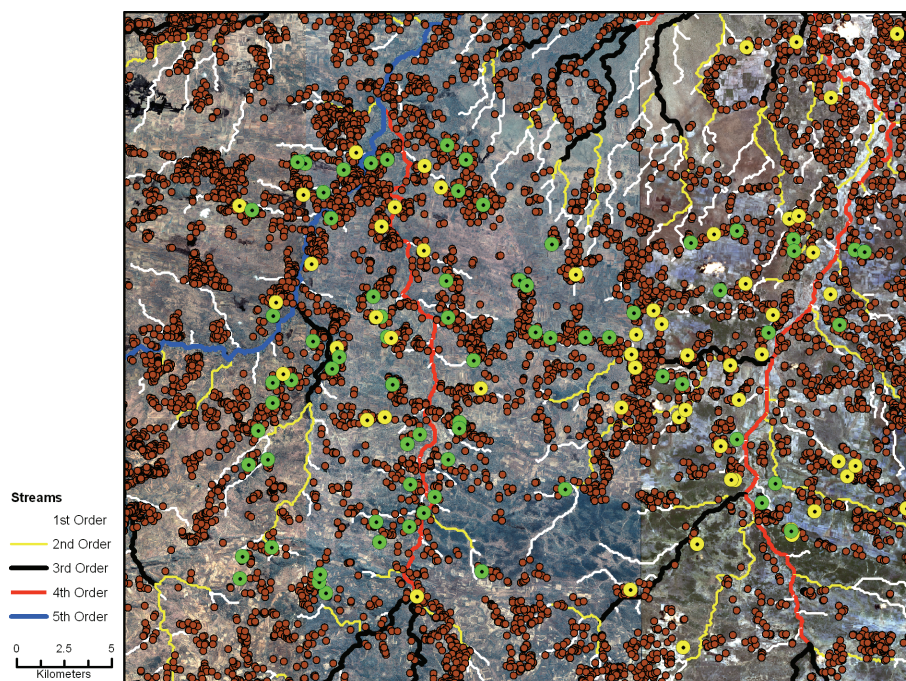 Streams
1st Order
2nd Order
3rd Order
4th Order
5th Order
0 2.5 5
Kilometers